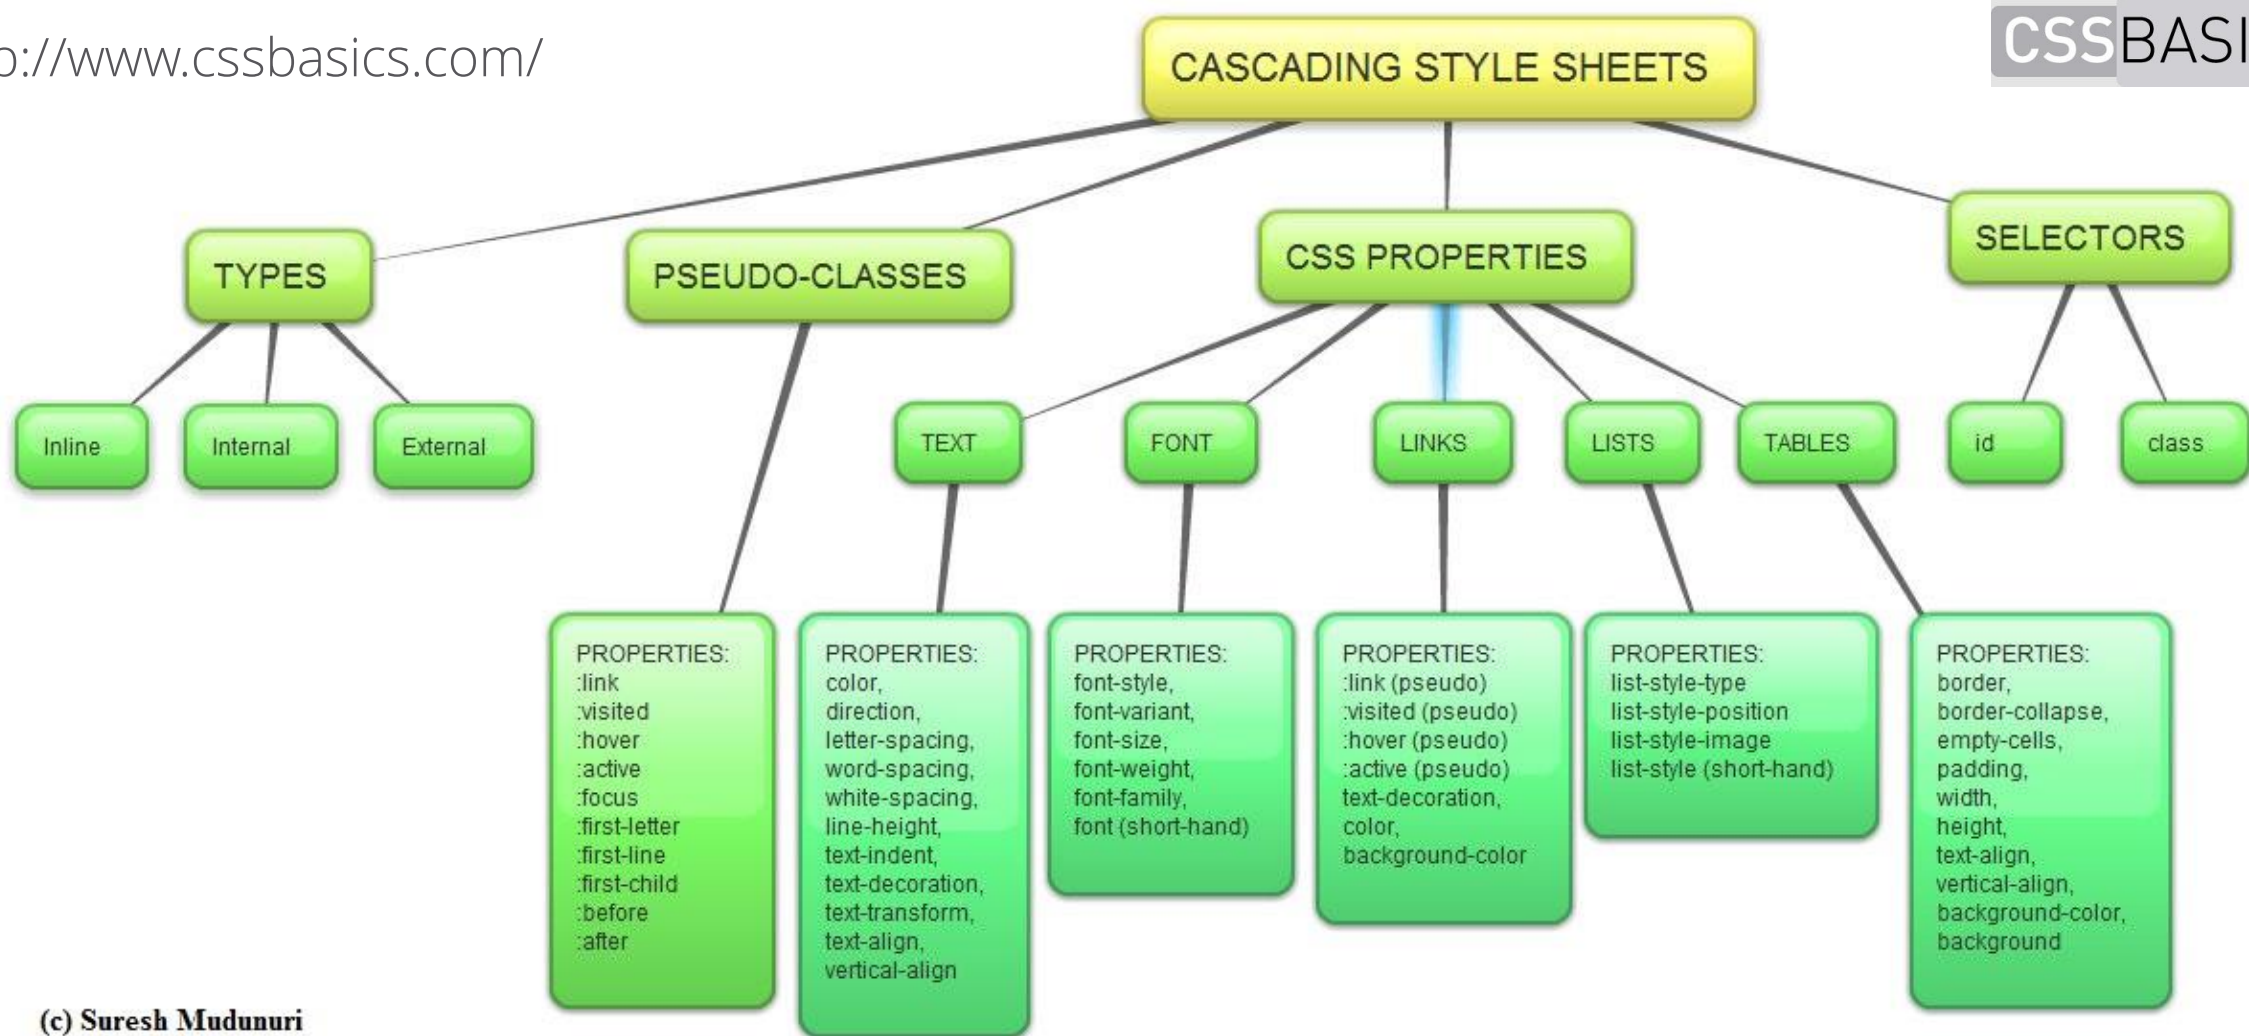 p://www.cssbasics.com/
CSSBASI
CASCADING STYLE SHEETS
TYPES
PSEUDO-CLASSES
CSS PROPERTIES
SELECTORS
Inline
Internal
External
TEXT
FONT
LINKS
LISTS
TABLES
id
class
PROPERTIES:
:link
:visited
:hover
:active
:focus
:first-letter
:first-line
:first-child
:before
:after
PROPERTIES:
color,
direction,
letter-spacing,
word-spacing,
white-spacing,
line-height,
text-indent,
text-decoration,
text-transform,
text-align,
vertical-align
PROPERTIES:
font-style,
font-variant,
font-size,
font-weight,
font-family,
font (short-hand)
PROPERTIES:
:link (pseudo)
:visited (pseudo)
:hover (pseudo)
:active (pseudo)
text-decoration,
color,
background-color
PROPERTIES:
list-style-type
list-style-position
list-style-image
list-style (short-hand)
PROPERTIES:
border,
border-collapse,
empty-cells,
padding,
width,
height,
text-align,
vertical-align,
background-color,
background
(c) Suresh Mudunuri